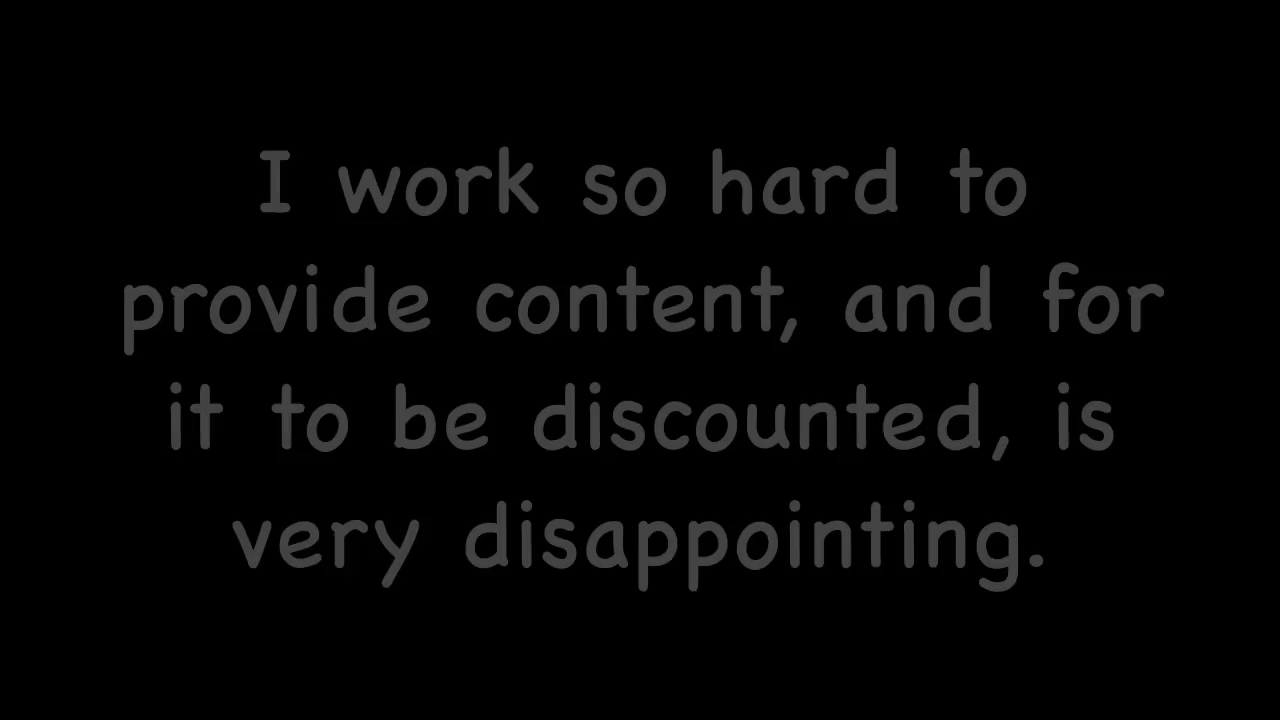 I work so hard to
provide content, and for
it to be discounted, is
very disappointing.